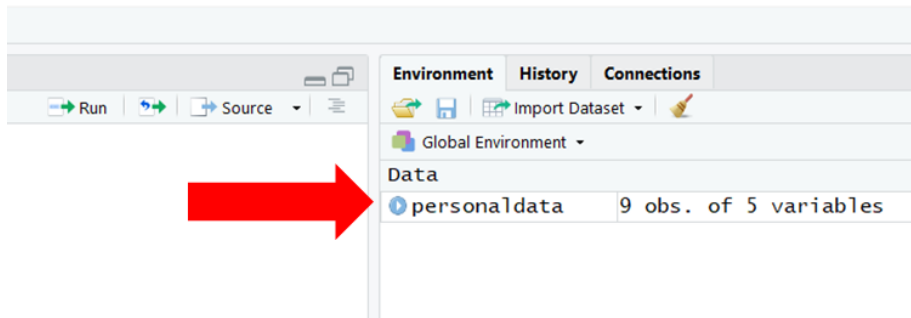 Environment History Connections
Run Source Import Dataset
Global Environment
Data
personaldata 9 obs. of 5 variables